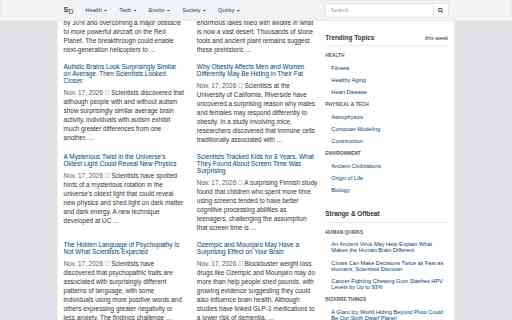 SD
Health
Tech
Enviro
Society
Quirky
Search
by 10% and overcoming a major obstacle
to more powerful aircraft on the Red
Planet. The breakthrough could enable
next-generation helicopters to ...
Autistic Brains Look Surprisingly Similar
on Average. Then Scientists Looked
Closer
Nov. 17, 2026 — Scientists discovered that
although people with and without autism
show surprisingly similar average brain
activity, individuals with autism exhibit
much greater differences from one
another. ...
A Mysterious Twist in the Universe's
Oldest Light Could Reveal New Physics
Nov. 17, 2026 — Scientists have spotted
hints of a mysterious rotation in the
universe's oldest light that could reveal
new physics and shed light on dark matter
and dark energy. A new technique
developed at UC ...
The Hidden Language of Psychopathy Is
Not What Scientists Expected
Nov. 17, 2026 — Scientists have
discovered that psychopathic traits are
associated with surprisingly different
patterns of language, with some
individuals using more positive words and
others expressing greater negativity or
less anxiety. The findings challenge ...
enormous lakes filled with wildlife in what
is now a vast desert. Thousands of stone
tools and ancient plant remains suggest
these prehistoric ...
Why Obesity Affects Men and Women
Differently May Be Hiding in Their Fat
Nov. 17, 2026 — Scientists at the
University of California, Riverside have
uncovered a surprising reason why males
and females may respond differently to
obesity. In a study involving mice,
researchers discovered that immune cells
traditionally associated with ...
Scientists Tracked Kids for 8 Years. What
They Found About Screen Time Was
Surprising
Nov. 17, 2026 — A surprising Finnish study
found that children who spent more time
using screens tended to have better
cognitive processing abilities as
teenagers, challenging the assumption
that screen time is ...
Ozempic and Mounjaro May Have a
Surprising Effect on Your Brain
Nov. 17, 2026 — Blockbuster weight loss
drugs like Ozempic and Mounjaro may do
more than help people shed pounds, with
growing evidence suggesting they could
also influence brain health. Although
studies have linked GLP-1 medications to
a lower risk of dementia, ...
Trending Topics
this week
HEALTH
Fitness
Healthy Aging
Heart Disease
PHYSICAL & TECH
Astrophysics
Computer Modeling
Construction
ENVIRONMENT
Ancient Civilizations
Origin of Life
Biology
Strange & Offbeat
HUMAN QUIRKS
An Ancient Virus May Help Explain What
Makes the Human Brain Different
Crows Can Make Decisions Twice as Fast as
Humans, Scientists Discover
Cancer-Fighting Chewing Gum Slashes HPV
Levels by Up to 93%
BIZARRE THINGS
A Giant Icy World Hiding Beyond Pluto Could
Be Our Sixth Dwarf Planet